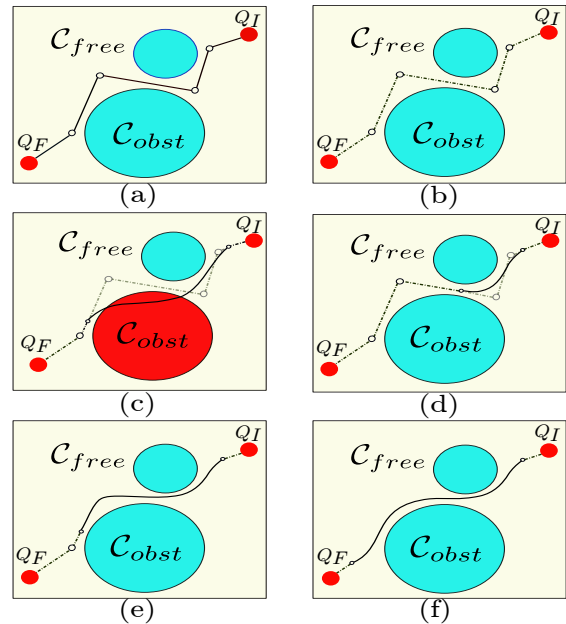 Q_I
C_free
C_obst
Q_F
(a)
Q_I
C_free
C_obst
Q_F
(b)
Q_I
C_free
C_obst
Q_F
(c)
Q_I
C_free
C_obst
Q_F
(d)
Q_I
C_free
C_obst
Q_F
(e)
Q_I
C_free
C_obst
Q_F
(f)